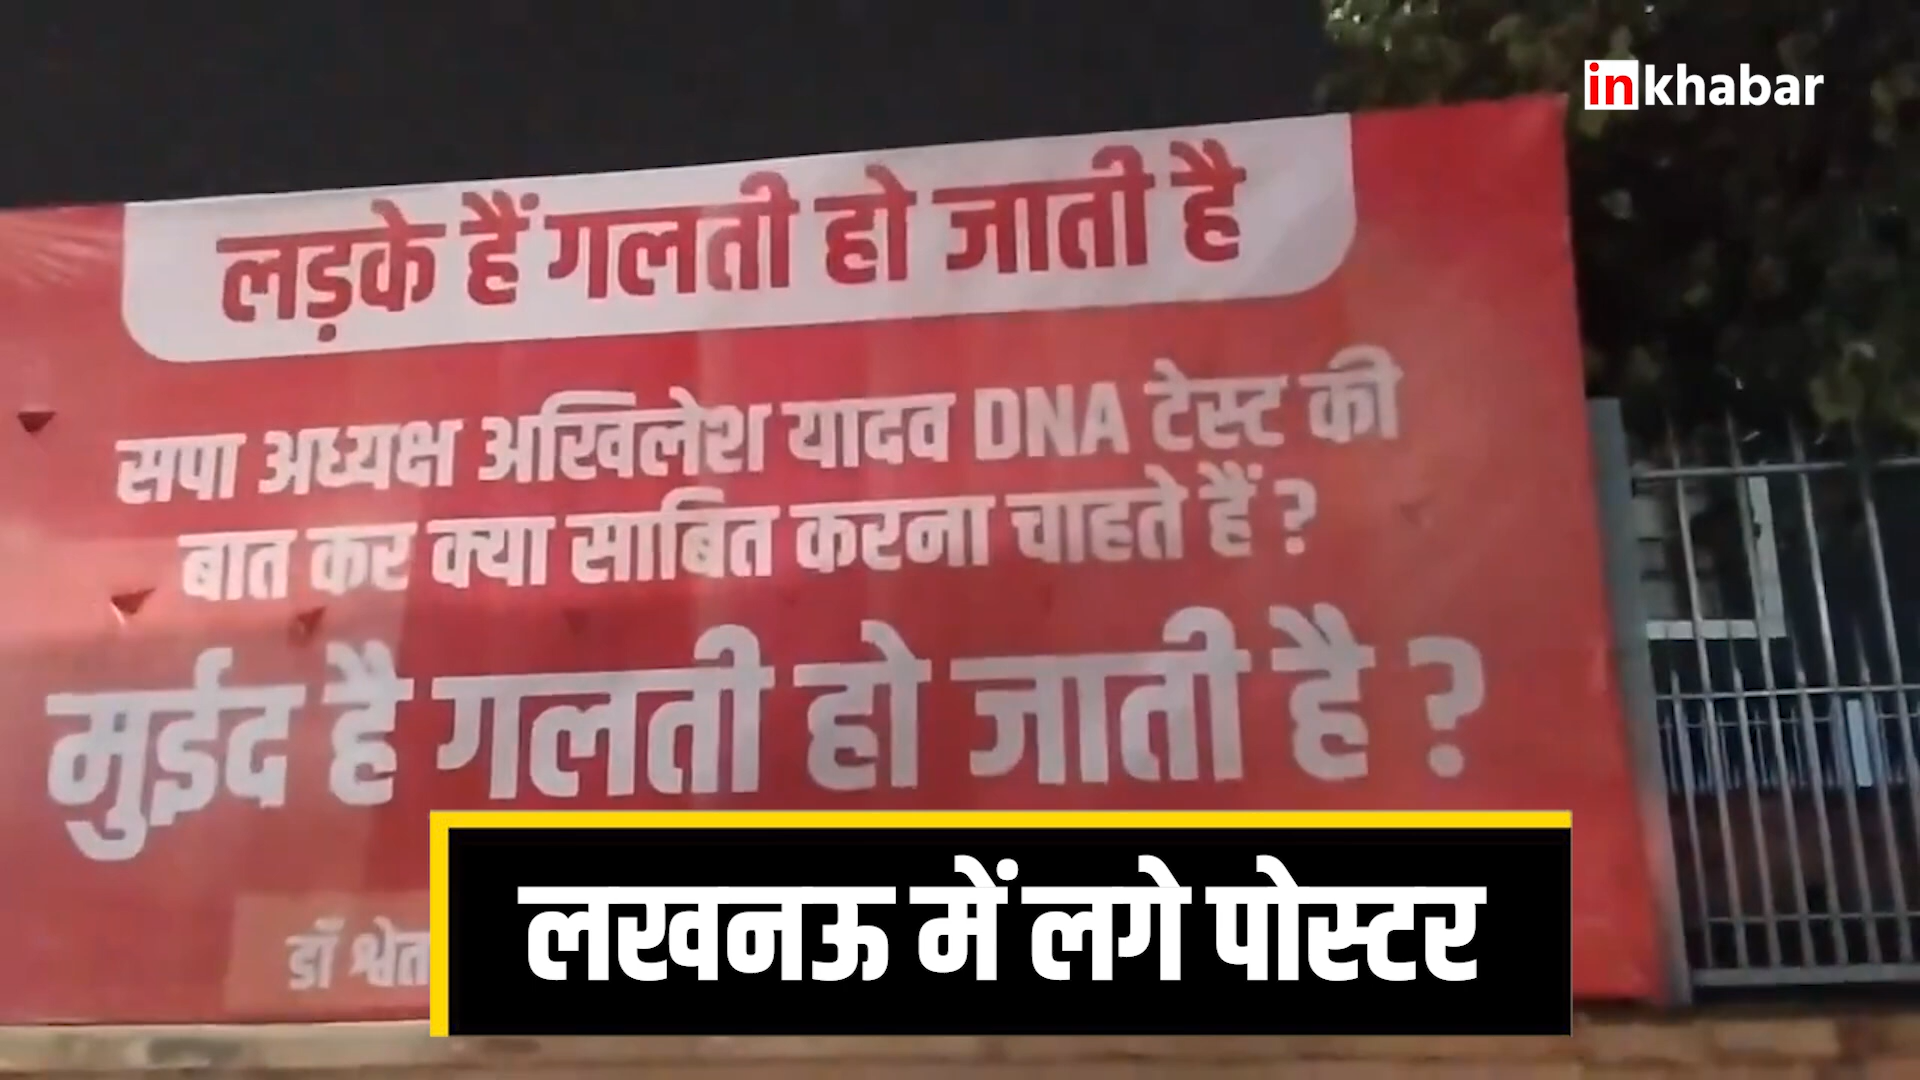 inkhabar
लड़के हैं गलती हो जाती है
सपा अध्यक्ष अखिलेश यादव DNA टेस्ट की
बात कर क्या साबित करना चाहते हैं ?
मुईद है गलती हो जाती है ?
डॉ
लखनऊ में लगे पोस्टर